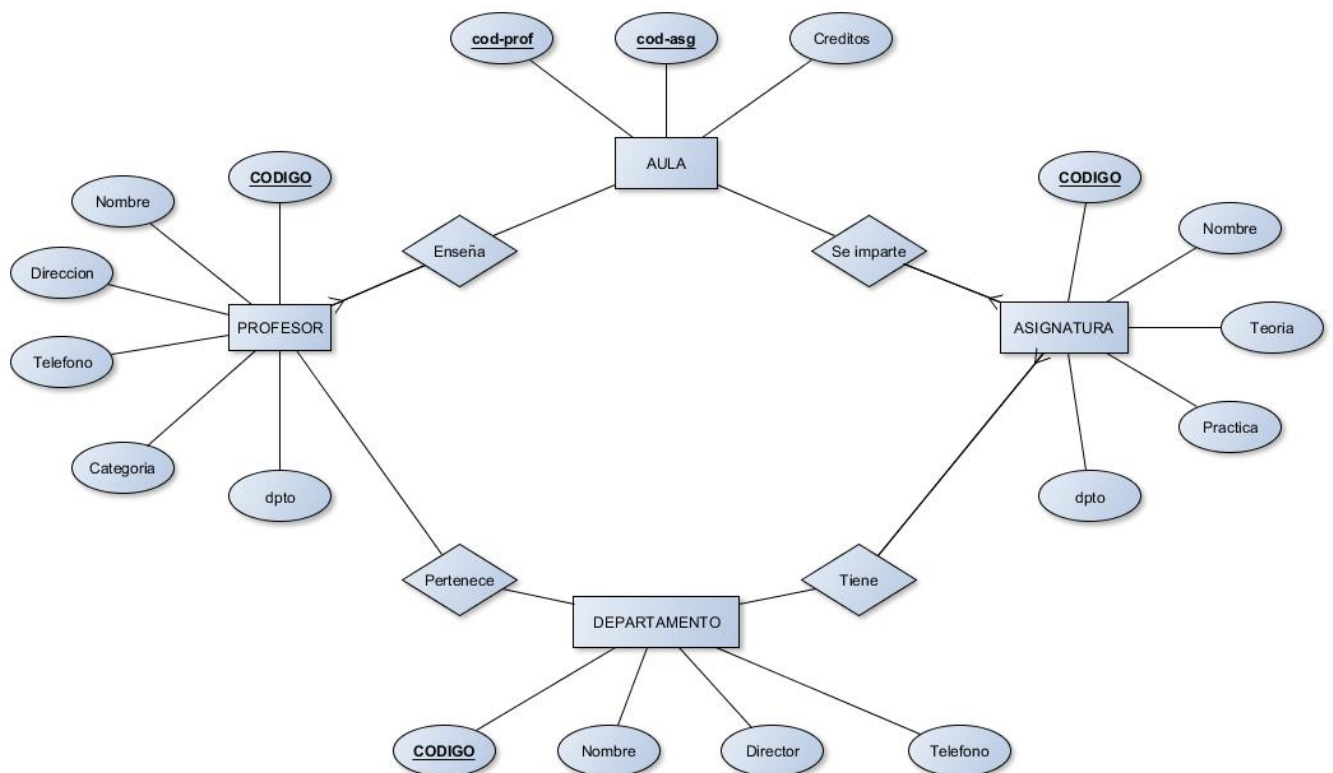 cod-prof
cod-asg
Creditos
AULA
CODIGO
CODIGO
Nombre
Nombre
Enseña
Se imparte
Direccion
PROFESOR
ASIGNATURA
Teoria
Telefono
Practica
Categoria
dpto
dpto
Pertenece
Tiene
DEPARTAMENTO
CODIGO
Nombre
Director
Telefono